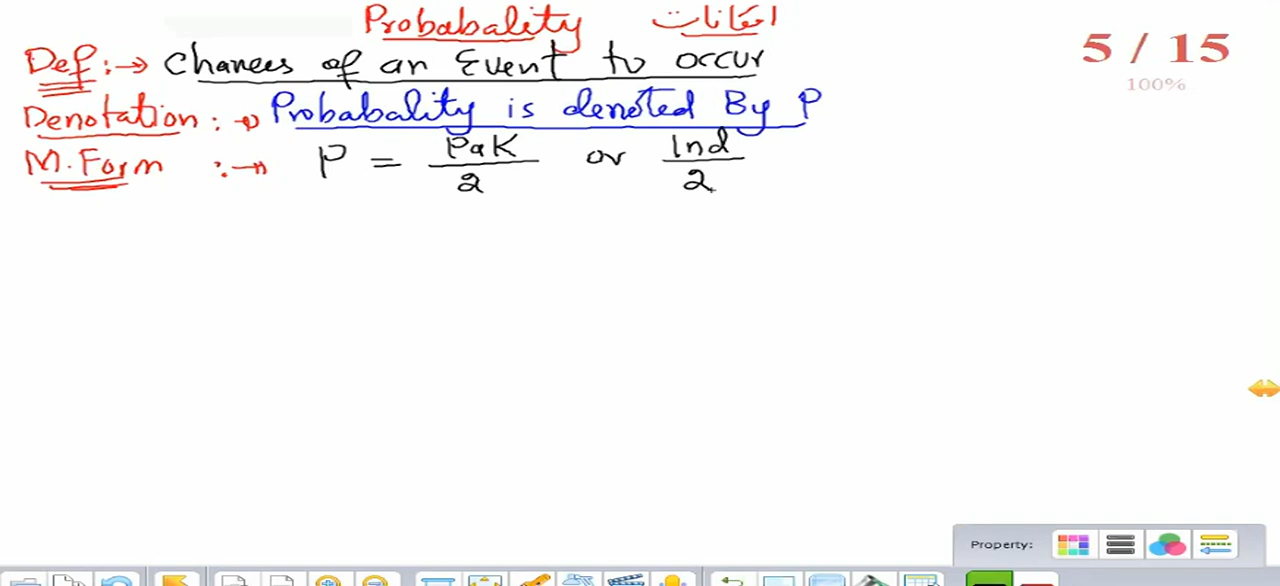 Probabality امکانات
5 / 15
100%
Def :→ Chances of an Event to occur
Denotation :→ Probabality is denoted By P
M.Form :→ P = Pak/2 or Ind/2
Property: